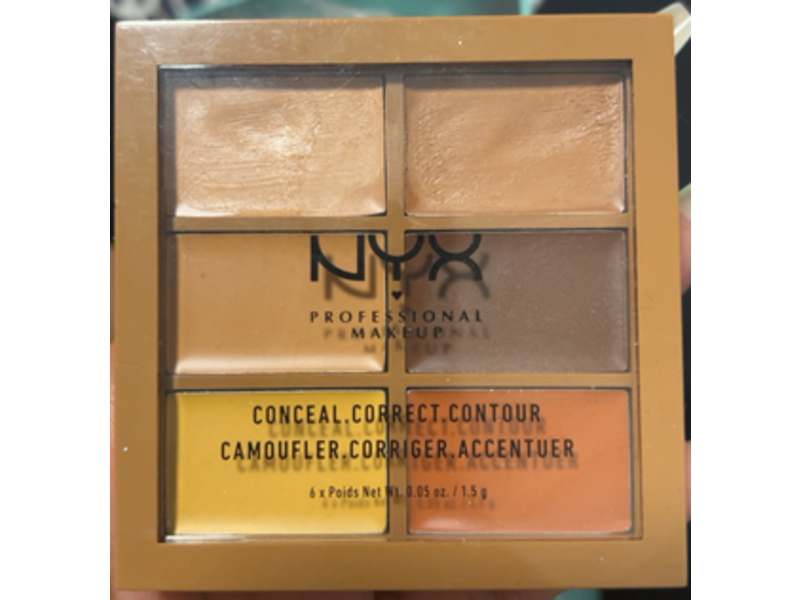 NYX
PROFESSIONAL
MAKEUP
CONCEAL.CORRECT.CONTOUR
CAMOUFLER.CORRIGER.ACCENTUER
6 x Poids Net Wt. 0.05 oz. / 1.5 g